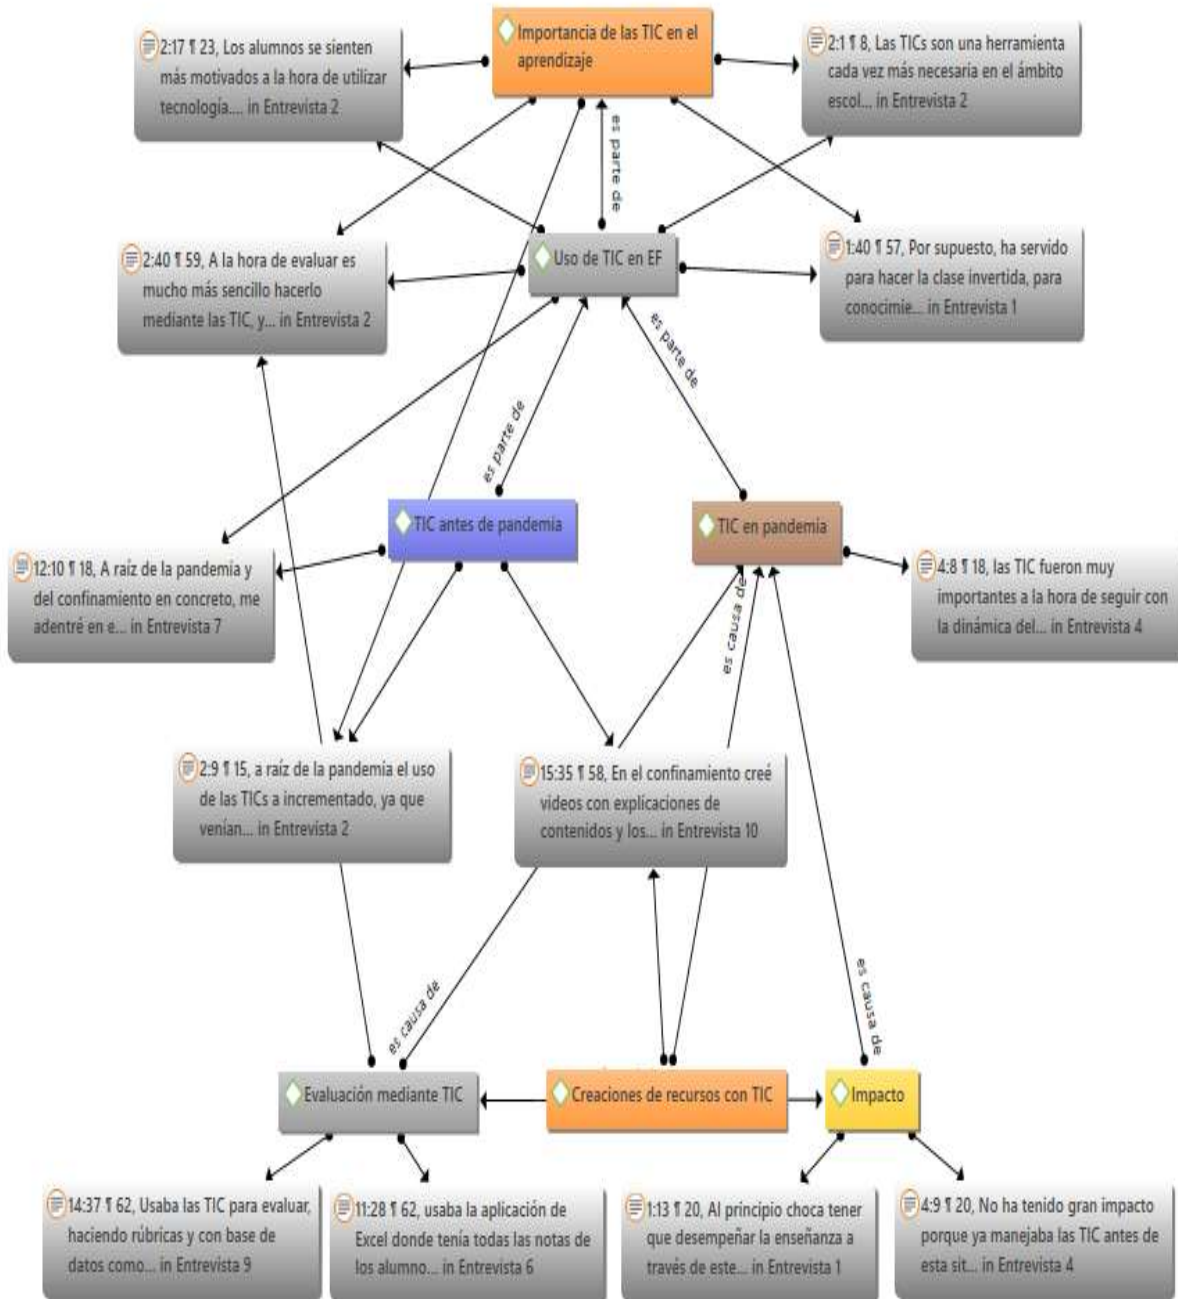 Importancia de las TIC en el
aprendizaje
2:17 ¶ 23, Los alumnos se sienten
más motivados a la hora de utilizar
tecnología.... in Entrevista 2
2:1 ¶ 8, Las TICs son una herramienta
cada vez más necesaria en el ámbito
escol... in Entrevista 2
es parte de
2:40 ¶ 59, A la hora de evaluar es
mucho más sencillo hacerlo
mediante las TIC, y... in Entrevista 2
Uso de TIC en EF
1:40 ¶ 57, Por supuesto, ha servido
para hacer la clase invertida, para
conocimie... in Entrevista 1
es parte de
es parte de
TIC antes de pandemia
TIC en pandemia
12:10 ¶ 18, A raíz de la pandemia y
del confinamiento en concreto, me
adentré en e... in Entrevista 7
4:8 ¶ 18, las TIC fueron muy
importantes a la hora de seguir con
la dinámica del... in Entrevista 4
es causa de
2:9 ¶ 15, a raíz de la pandemia el uso
de las TICs a incrementado, ya que
venían... in Entrevista 2
15:35 ¶ 58, En el confinamiento creé
videos con explicaciones de
contenidos y los... in Entrevista 10
es causa de
es causa de
Evaluación mediante TIC
Creaciones de recursos con TIC
Impacto
14:37 ¶ 62, Usaba las TIC para evaluar,
haciendo rúbricas y con base de
datos como... in Entrevista 9
11:28 ¶ 62, usaba la aplicación de
Excel donde tenía todas las notas de
los alumno... in Entrevista 6
1:13 ¶ 20, Al principio choca tener
que desempeñar la enseñanza a
través de este... in Entrevista 1
4:9 ¶ 20, No ha tenido gran impacto
porque ya manejaba las TIC antes de
esta sit... in Entrevista 4